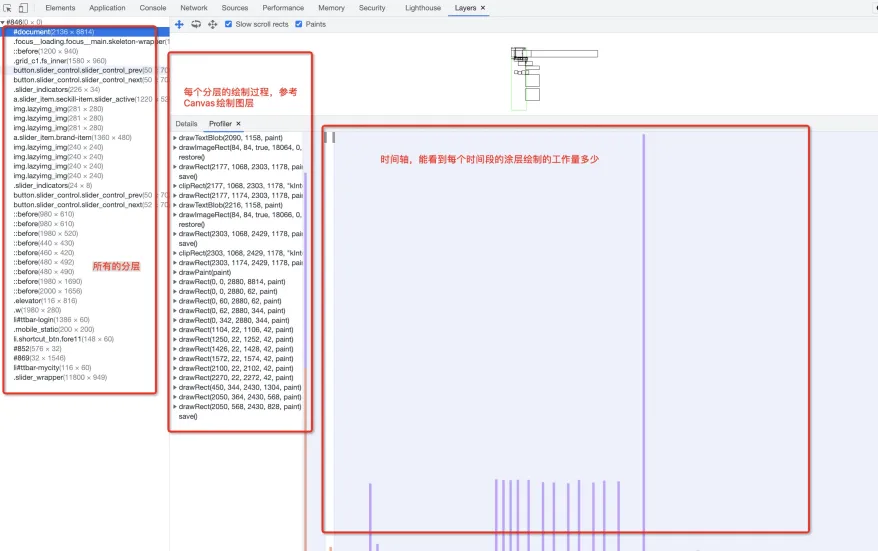 Elements Application Console Network Sources Performance Memory Security Lighthouse Layers ×
#846(0 × 0)
Slow scroll rects Paints
#document(2136 × 8814)
.focus__loading.focus__main.skeleton-wrapper(1
::before(1200 × 940)
.grid_c1.fs_inner(1580 × 960)
button.slider_control.slider_control_prev(50 × 70
button.slider_control.slider_control_next(50 × 70
.slider_indicators(226 × 34)
a.slider_item.seckill-item.slider_active(1220 × 52
img.lazyimg_img(281 × 280)
img.lazyimg_img(281 × 280)
img.lazyimg_img(281 × 280)
a.slider_item.brand-item(1360 × 480)
img.lazyimg_img(240 × 240)
img.lazyimg_img(240 × 240)
img.lazyimg_img(240 × 240)
img.lazyimg_img(240 × 240)
.slider_indicators(24 × 8)
button.slider_control.slider_control_prev(50 × 70
button.slider_control.slider_control_next(52 × 70
::before(980 × 610)
::before(980 × 610)
::before(1980 × 520)
::before(440 × 430)
::before(460 × 420)
::before(480 × 492)
::before(480 × 490)
::before(1980 × 1690)
::before(2000 × 1656)
.elevator(116 × 816)
.w(1980 × 280)
li#ttbar-login(1386 × 60)
.mobile_static(200 × 200)
li.shortcut_btn.fore11(148 × 60)
#852(576 × 32)
#869(32 × 1546)
li#ttbar-mycity(116 × 60)
.slider_wrapper(11800 × 949)
所有的分层
每个分层的绘制过程，参考
Canvas绘制图层
Details Profiler ×
drawTextBlob(2090, 1158, paint)
drawImageRect(84, 84, true, 18064, 0,
restore()
drawRect(2177, 1068, 2303, 1178, pain
save()
clipRect(2177, 1068, 2303, 1178, "kInte
drawRect(2177, 1174, 2303, 1178, pain
drawTextBlob(2216, 1158, paint)
drawImageRect(84, 84, true, 18066, 0,
restore()
drawRect(2303, 1068, 2429, 1178, pain
save()
clipRect(2303, 1068, 2429, 1178, "kInt
drawRect(2303, 1174, 2429, 1178, pain
drawPaint(paint)
drawRect(0, 0, 2880, 8814, paint)
drawRect(0, 0, 2880, 62, paint)
drawRect(0, 60, 2880, 62, paint)
drawRect(0, 62, 2880, 344, paint)
drawRect(0, 342, 2880, 344, paint)
drawRect(1104, 22, 1106, 42, paint)
drawRect(1250, 22, 1252, 42, paint)
drawRect(1426, 22, 1428, 42, paint)
drawRect(1572, 22, 1574, 42, paint)
drawRect(2100, 22, 2102, 42, paint)
drawRect(2270, 22, 2272, 42, paint)
drawRect(450, 344, 2430, 1304, paint)
drawRect(2050, 364, 2430, 568, paint)
drawRect(2050, 568, 2430, 828, paint)
save()
时间轴，能看到每个时间段的涂层绘制的工作量多少